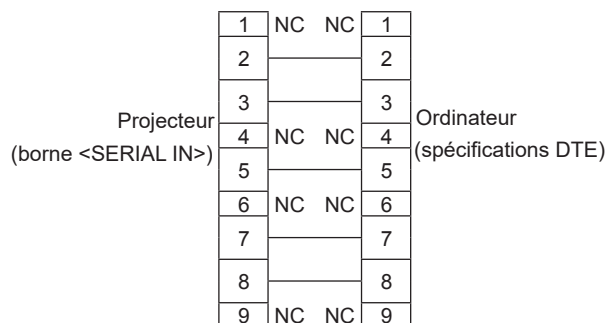 1 NC NC 1
2 2
3 3
Projecteur
(borne <SERIAL IN>)
4 NC NC 4
Ordinateur
(spécifications DTE)
5 5
6 NC NC 6
7 7
8 8
9 NC NC 9